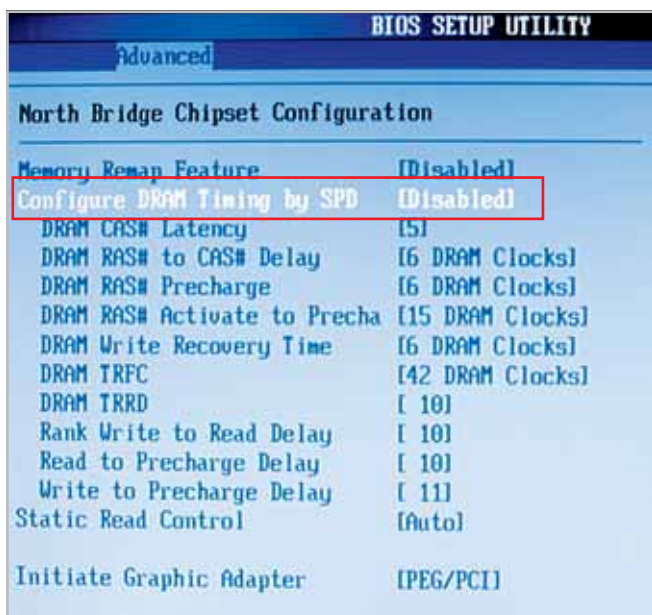 BIOS SETUP UTILITY
Advanced
North Bridge Chipset Configuration
Memory Remap Feature [Disabled]
Configure DRAM Timing by SPD [Disabled]
DRAM CAS# Latency [5]
DRAM RAS# to CAS# Delay [6 DRAM Clocks]
DRAM RAS# Precharge [6 DRAM Clocks]
DRAM RAS# Activate to Precha [15 DRAM Clocks]
DRAM Write Recovery Time [6 DRAM Clocks]
DRAM TRFC [42 DRAM Clocks]
DRAM TRRD [ 10]
Rank Write to Read Delay [ 10]
Read to Precharge Delay [ 10]
Write to Precharge Delay [ 11]
Static Read Control [Auto]
Initiate Graphic Adapter [PEG/PCI]